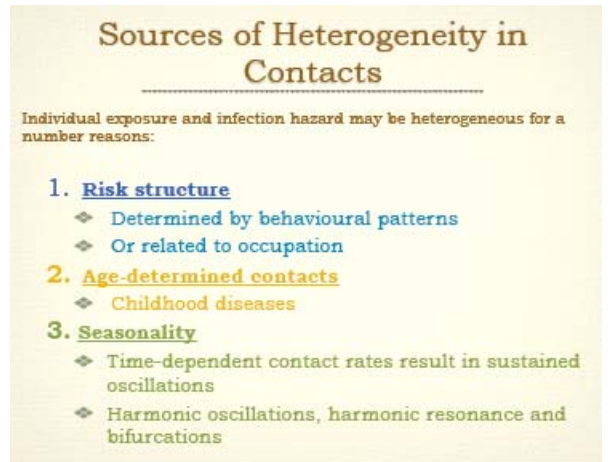 Sources of Heterogeneity in
Contacts
Individual exposure and infection hazard may be heterogeneous for a
number reasons:
1. Risk structure
❖ Determined by behavioural patterns
❖ Or related to occupation
2. Age-determined contacts
❖ Childhood diseases
3. Seasonality
❖ Time-dependent contact rates result in sustained
oscillations
❖ Harmonic oscillations, harmonic resonance and
bifurcations